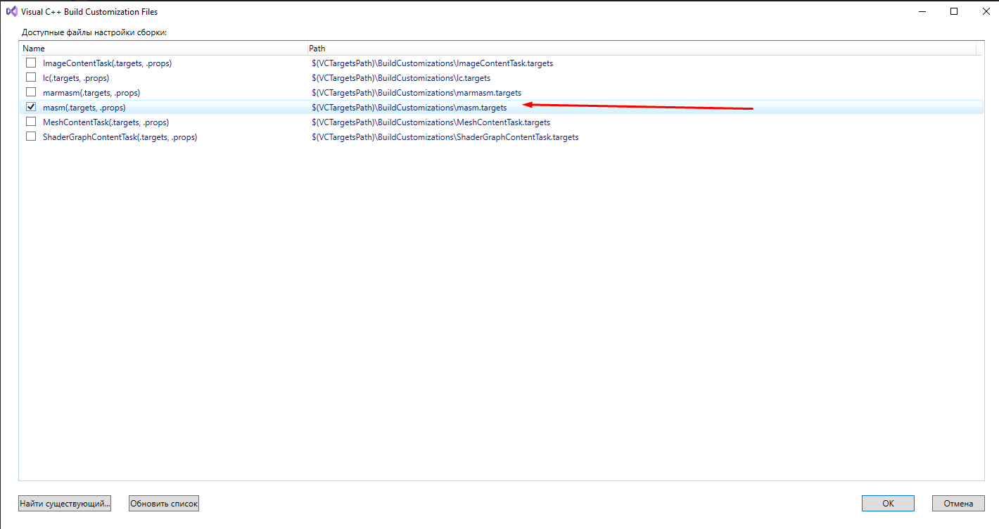 Visual C++ Build Customization Files
Доступные файлы настройки сборки:
Name Path
ImageContentTask(.targets, .props) $(VCTargetsPath)\BuildCustomizations\ImageContentTask.targets
lc(.targets, .props) $(VCTargetsPath)\BuildCustomizations\lc.targets
marmasm(.targets, .props) $(VCTargetsPath)\BuildCustomizations\marmasm.targets
masm(.targets, .props) $(VCTargetsPath)\BuildCustomizations\masm.targets
MeshContentTask(.targets, .props) $(VCTargetsPath)\BuildCustomizations\MeshContentTask.targets
ShaderGraphContentTask(.targets, .props) $(VCTargetsPath)\BuildCustomizations\ShaderGraphContentTask.targets
Найти существующий... Обновить список OK Отмена